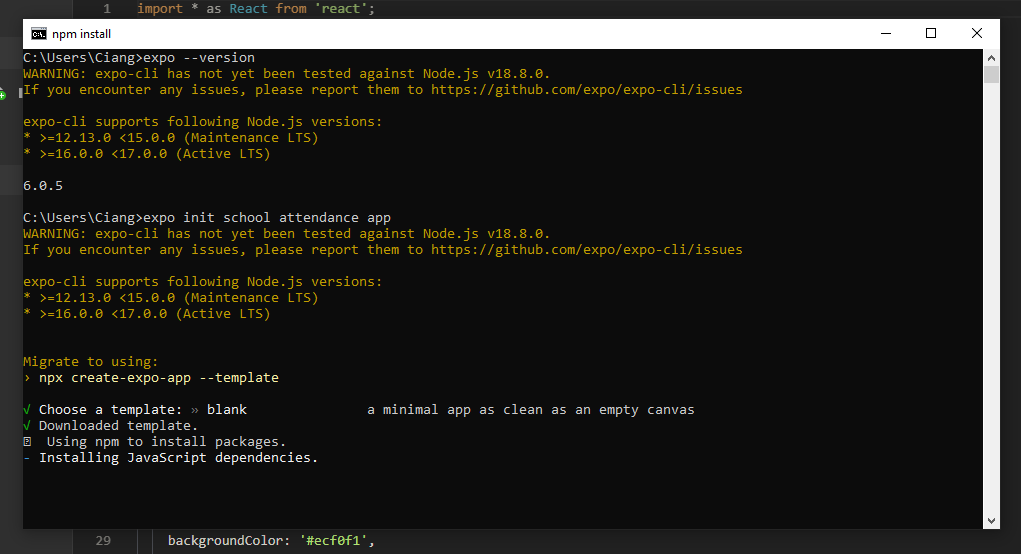 1 import * as React from 'react';
npm install
C:\Users\Ciang>expo --version
WARNING: expo-cli has not yet been tested against Node.js v18.8.0.
If you encounter any issues, please report them to https://github.com/expo/expo-cli/issues
expo-cli supports following Node.js versions:
* >=12.13.0 <15.0.0 (Maintenance LTS)
* >=16.0.0 <17.0.0 (Active LTS)
6.0.5
C:\Users\Ciang>expo init school attendance app
WARNING: expo-cli has not yet been tested against Node.js v18.8.0.
If you encounter any issues, please report them to https://github.com/expo/expo-cli/issues
expo-cli supports following Node.js versions:
* >=12.13.0 <15.0.0 (Maintenance LTS)
* >=16.0.0 <17.0.0 (Active LTS)
Migrate to using:
› npx create-expo-app --template
√ Choose a template: » blank a minimal app as clean as an empty canvas
√ Downloaded template.
Using npm to install packages.
- Installing JavaScript dependencies.
29 backgroundColor: '#ecf0f1',